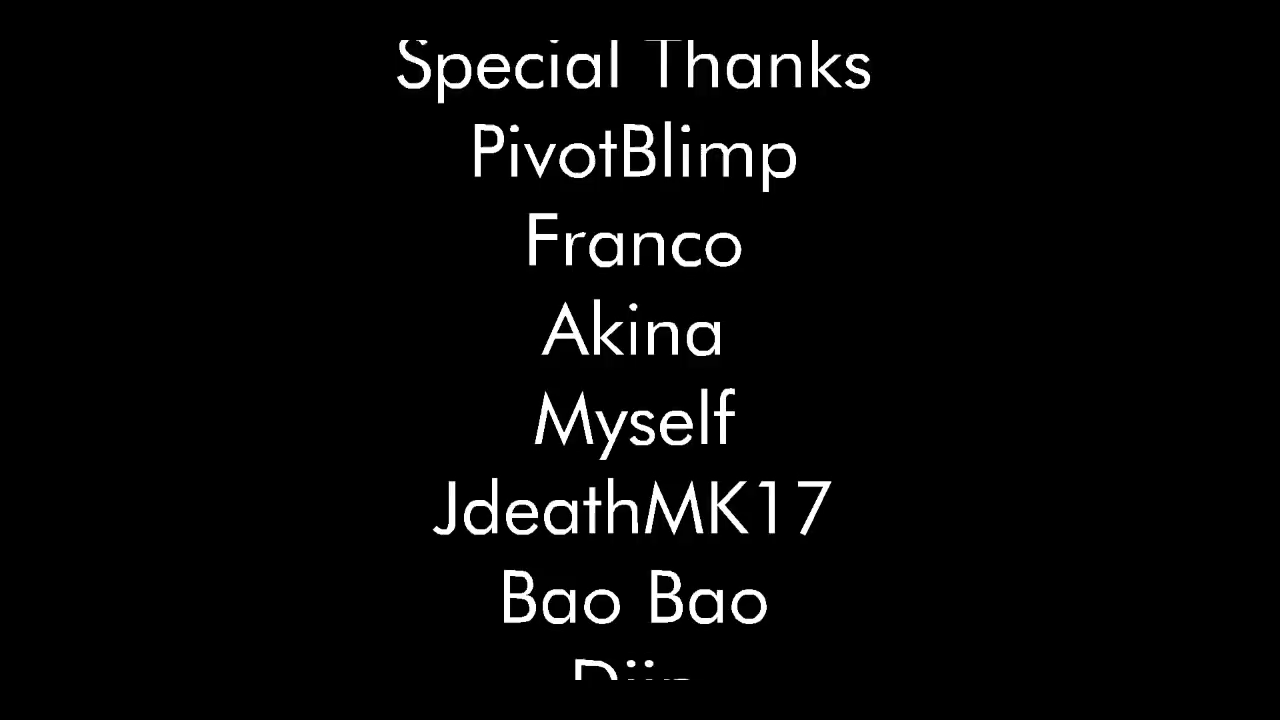 Special Thanks
PivotBlimp
Franco
Akina
Myself
JdeathMK17
Bao Bao